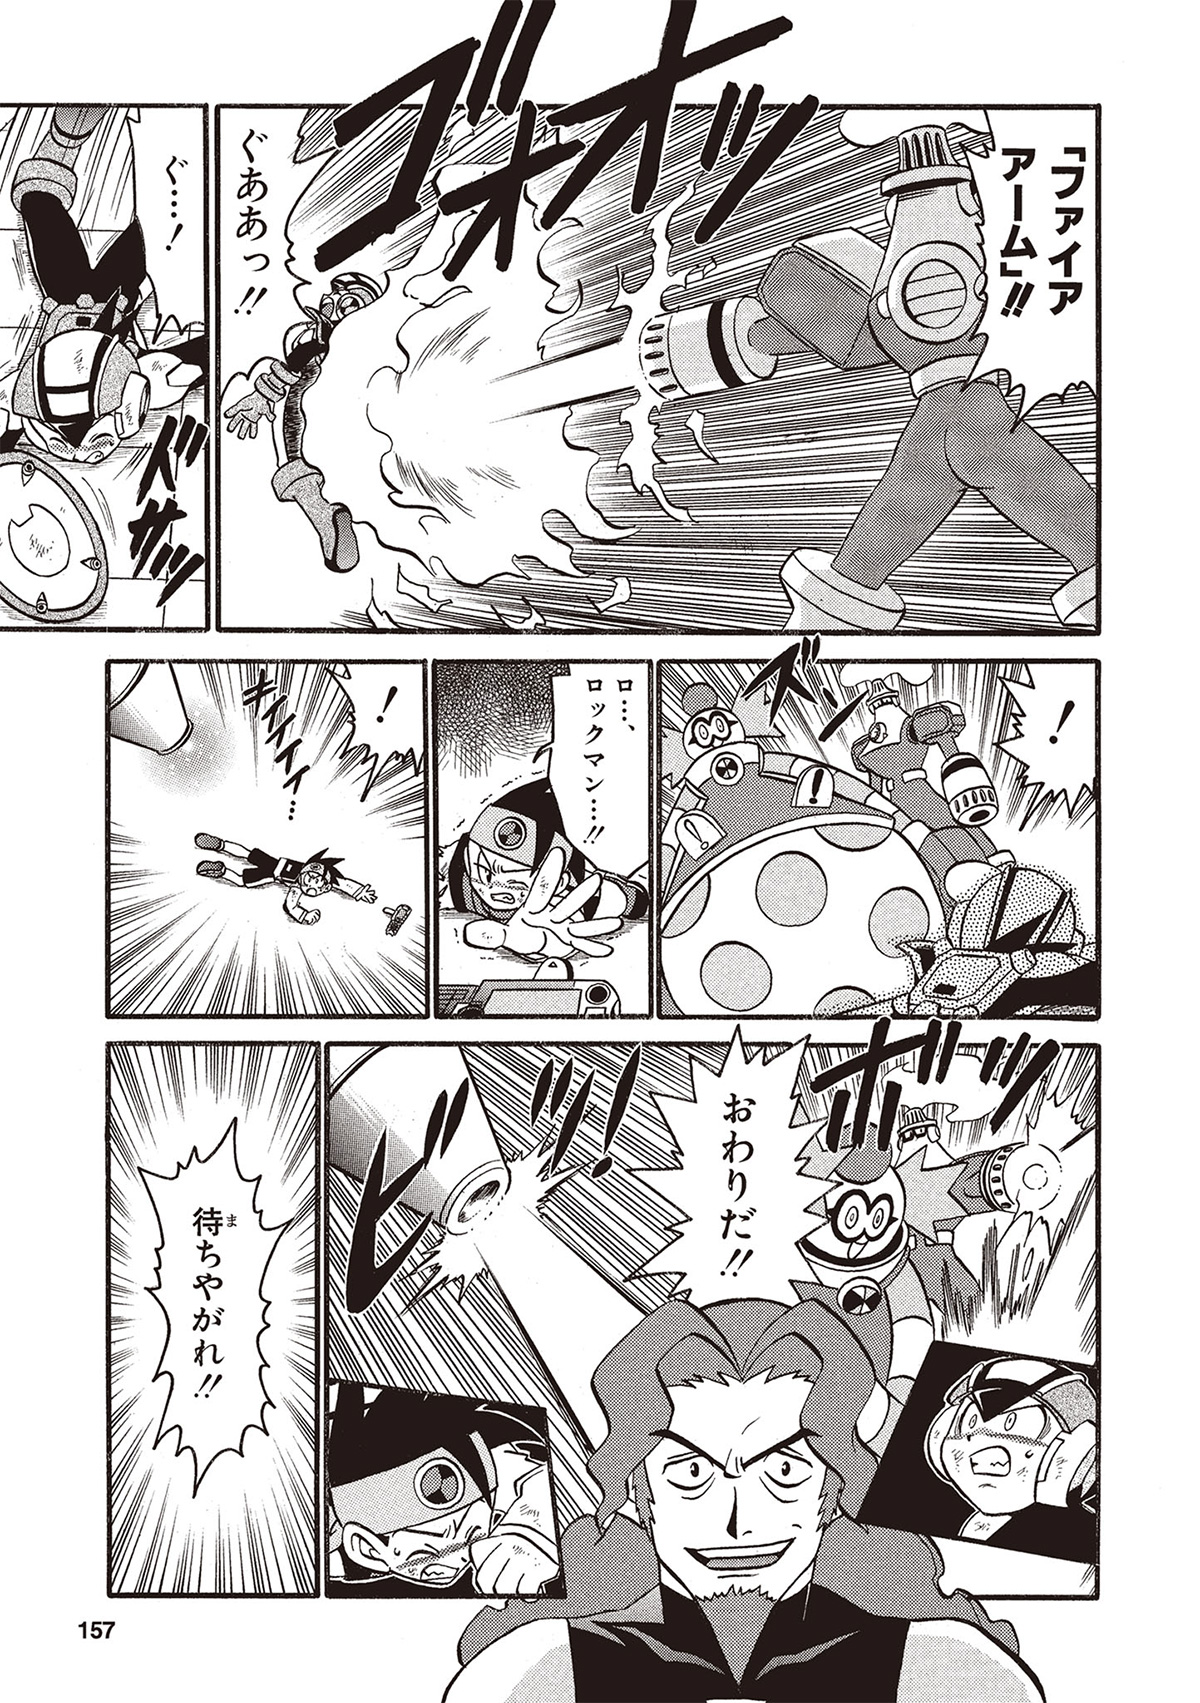 「ファイア
アーム」!!
ゴォオッ
ぐああっ!!
ぐ…!
ズザッ
!
ズ…ン
ロ…、
ロックマン…!!
!
キィィィ…
おわりだ!!
ボッ
ビッ!
待ちやがれ!!
ま
157